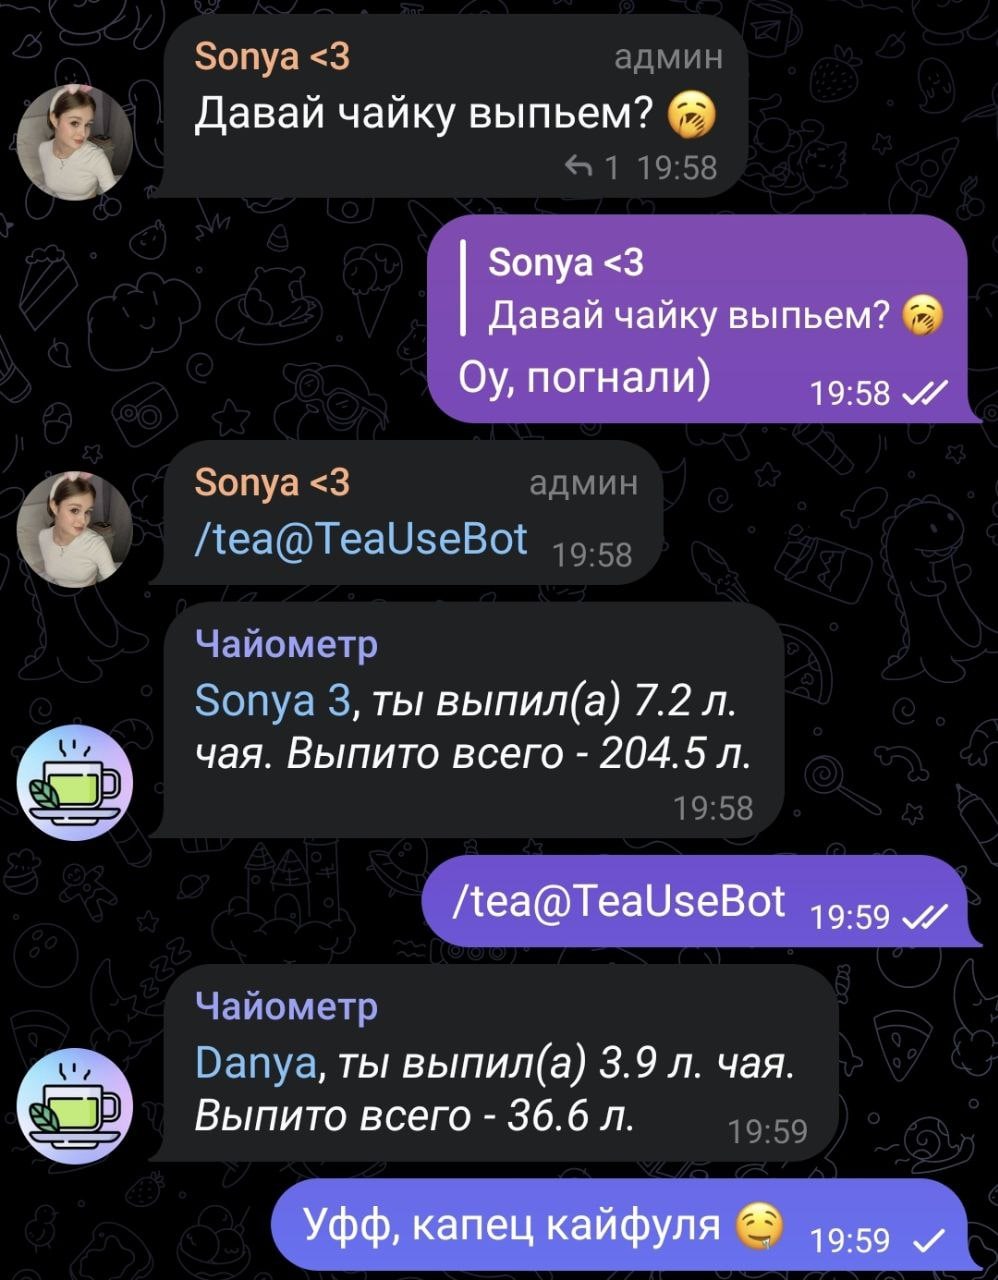 Sonya <3 админ
Давай чайку выпьем? 🥱
1 19:58
Sonya <3
Давай чайку выпьем? 🥱
Оу, погнали) 19:58
Sonya <3 админ
/tea@TeaUseBot 19:58
Чайометр
Sonya 3, ты выпил(а) 7.2 л.
чая. Выпито всего - 204.5 л.
19:58
/tea@TeaUseBot 19:59
Чайометр
Danya, ты выпил(а) 3.9 л. чая.
Выпито всего - 36.6 л. 19:59
Уфф, капец кайфуля 🤤 19:59